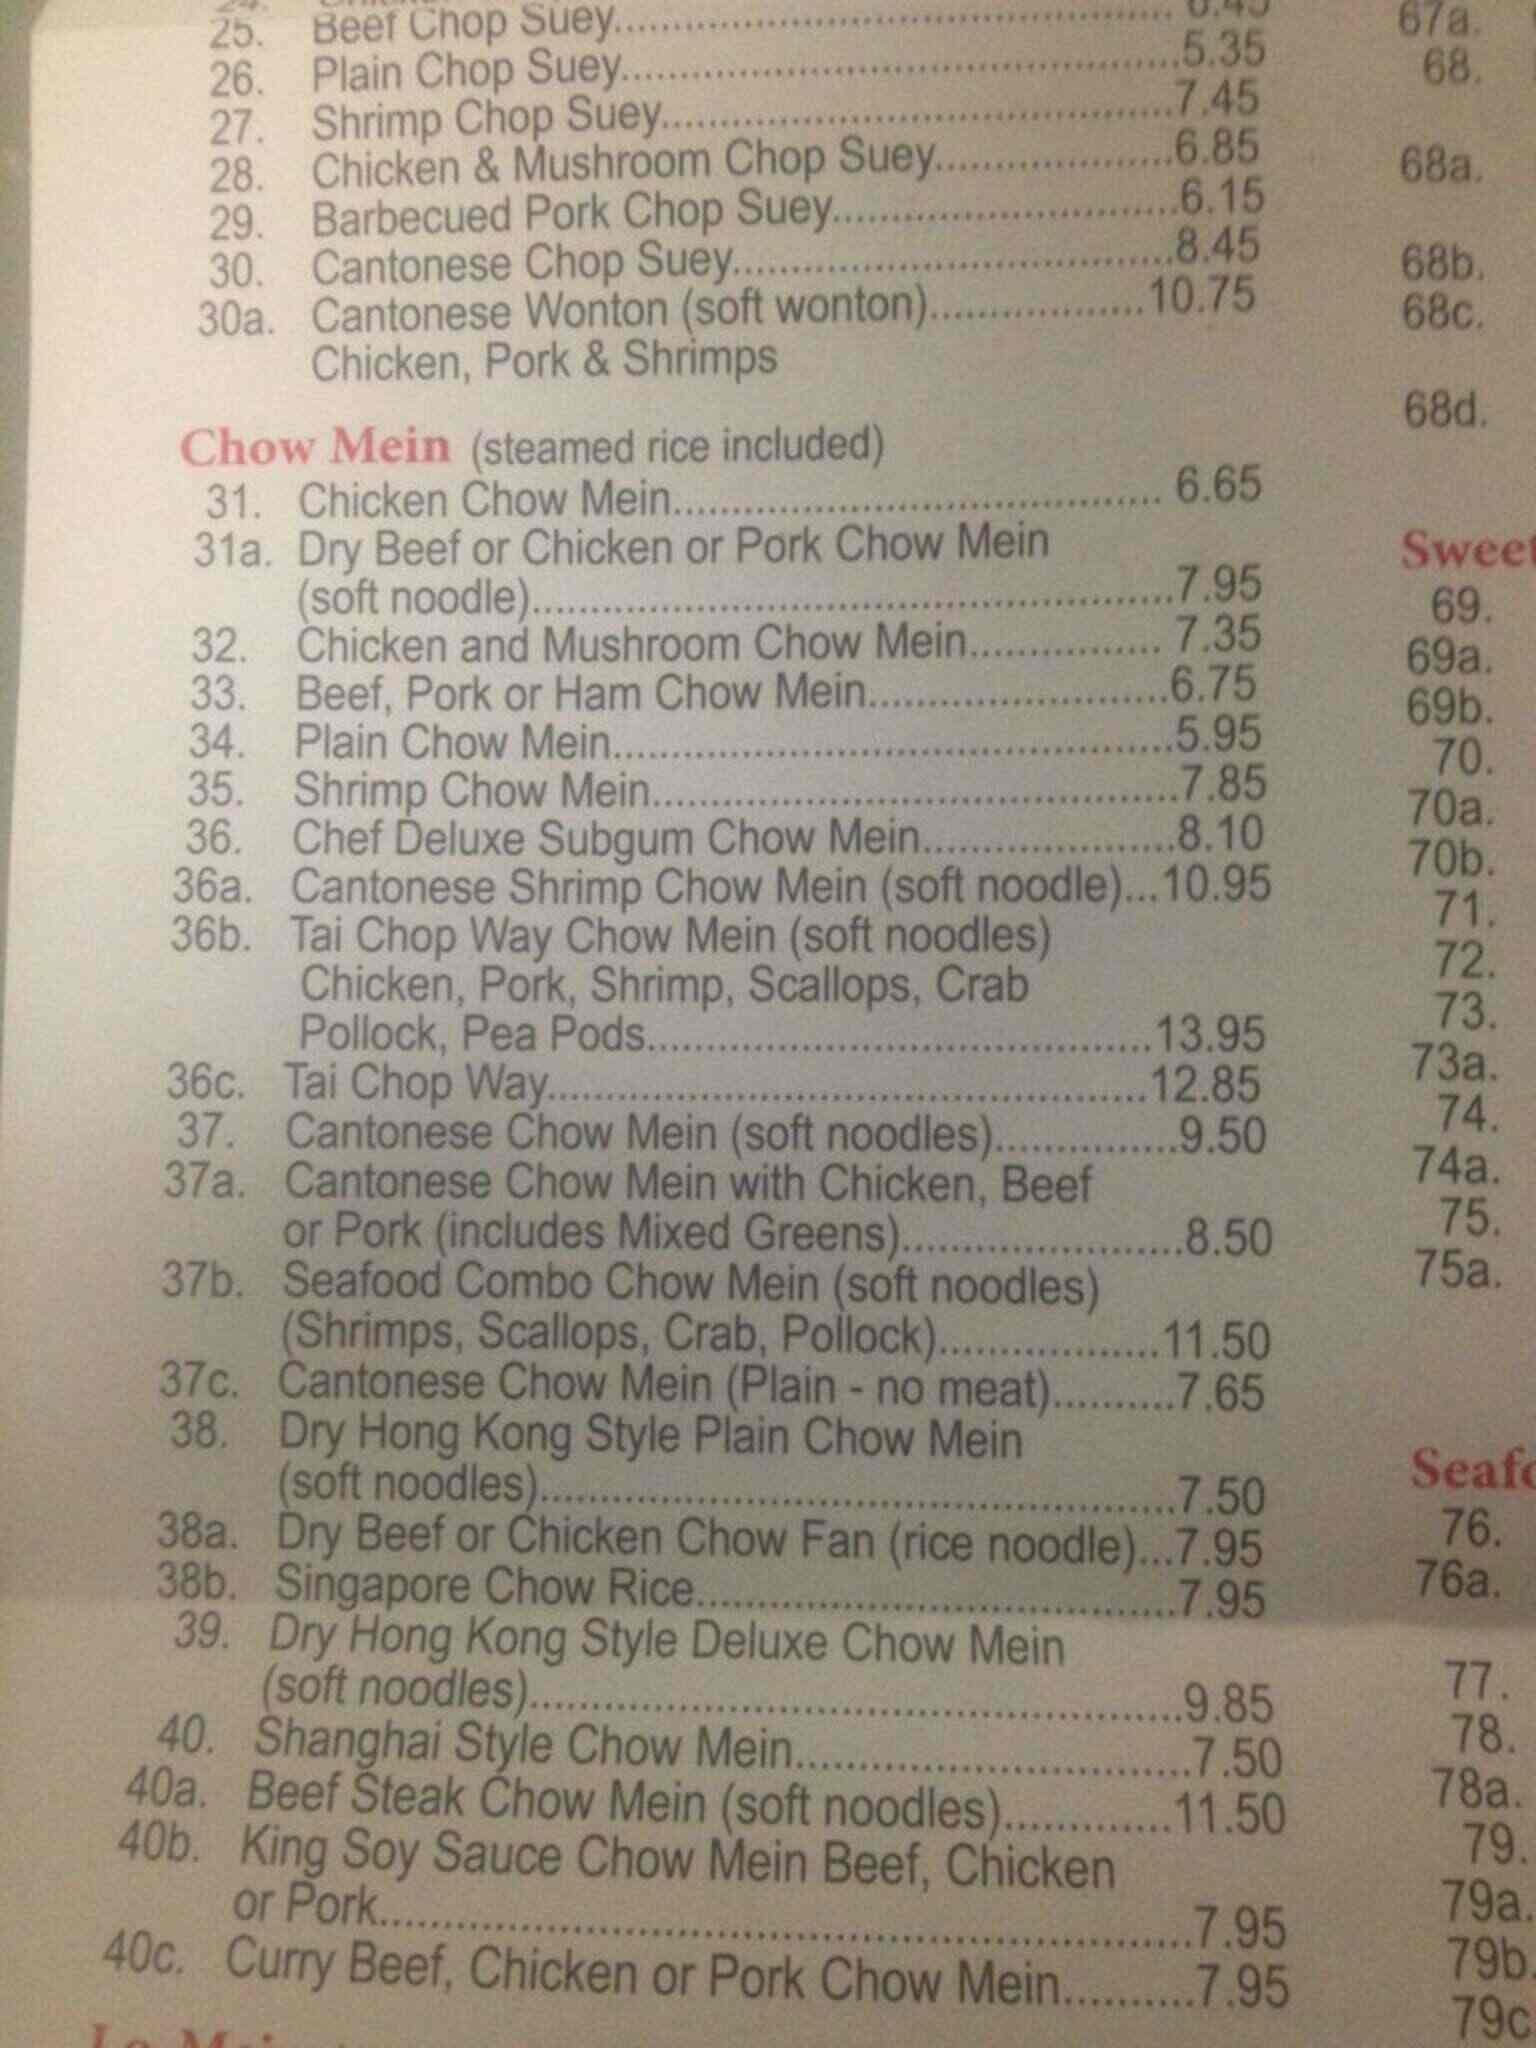 25. Beef Chop Suey............ 6.45
26. Plain Chop Suey............5.35
27. Shrimp Chop Suey............7.45
28. Chicken & Mushroom Chop Suey............6.85
29. Barbecued Pork Chop Suey............6.15
30. Cantonese Chop Suey............8.45
30a. Cantonese Wonton (soft wonton)............10.75
Chicken, Pork & Shrimps
Chow Mein (steamed rice included)
31. Chicken Chow Mein............ 6.65
31a. Dry Beef or Chicken or Pork Chow Mein
(soft noodle)............7.95
32. Chicken and Mushroom Chow Mein............ 7.35
33. Beef, Pork or Ham Chow Mein............6.75
34. Plain Chow Mein............5.95
35. Shrimp Chow Mein............7.85
36. Chef Deluxe Subgum Chow Mein............8.10
36a. Cantonese Shrimp Chow Mein (soft noodle)...10.95
36b. Tai Chop Way Chow Mein (soft noodles)
Chicken, Pork, Shrimp, Scallops, Crab
Pollock, Pea Pods............13.95
36c. Tai Chop Way............12.85
37. Cantonese Chow Mein (soft noodles)............9.50
37a. Cantonese Chow Mein with Chicken, Beef
or Pork (includes Mixed Greens)............8.50
37b. Seafood Combo Chow Mein (soft noodles)
(Shrimps, Scallops, Crab, Pollock)............11.50
37c. Cantonese Chow Mein (Plain - no meat)..........7.65
38. Dry Hong Kong Style Plain Chow Mein
(soft noodles)............7.50
38a. Dry Beef or Chicken Chow Fan (rice noodle)...7.95
38b. Singapore Chow Rice............7.95
39. Dry Hong Kong Style Deluxe Chow Mein
(soft noodles)............9.85
40. Shanghai Style Chow Mein............7.50
40a. Beef Steak Chow Mein (soft noodles)............11.50
40b. King Soy Sauce Chow Mein Beef, Chicken
or Pork............7.95
40c. Curry Beef, Chicken or Pork Chow Mein..........7.95
67a.
68.
68a.
68b.
68c.
68d.
Sweet
69.
69a.
69b.
70.
70a.
70b.
71.
72.
73.
73a.
74.
74a.
75.
75a.
76.
76a.
77.
78.
78a.
79.
79a.
79b.
79c